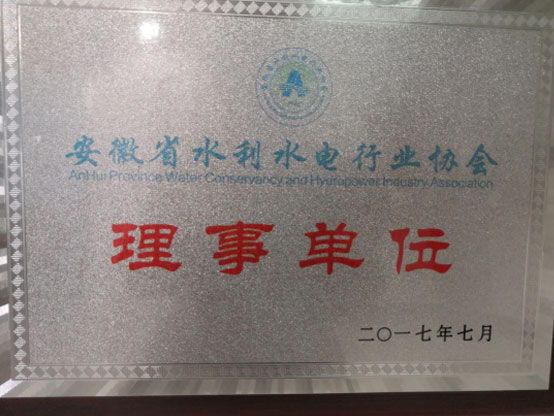 安徽省水利水电行业协会
AnHui Province Water Conservancy and Hydropower Industry Association
理事单位
二〇一七年七月